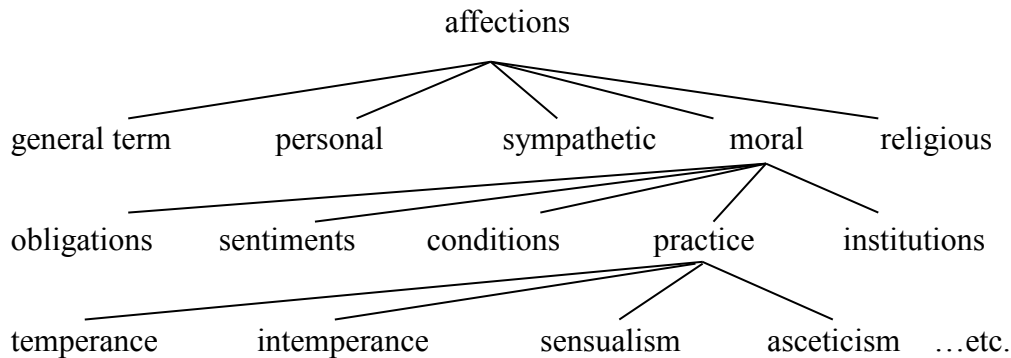 affections
general term personal sympathetic moral religious
obligations sentiments conditions practice institutions
temperance intemperance sensualism asceticism …etc.